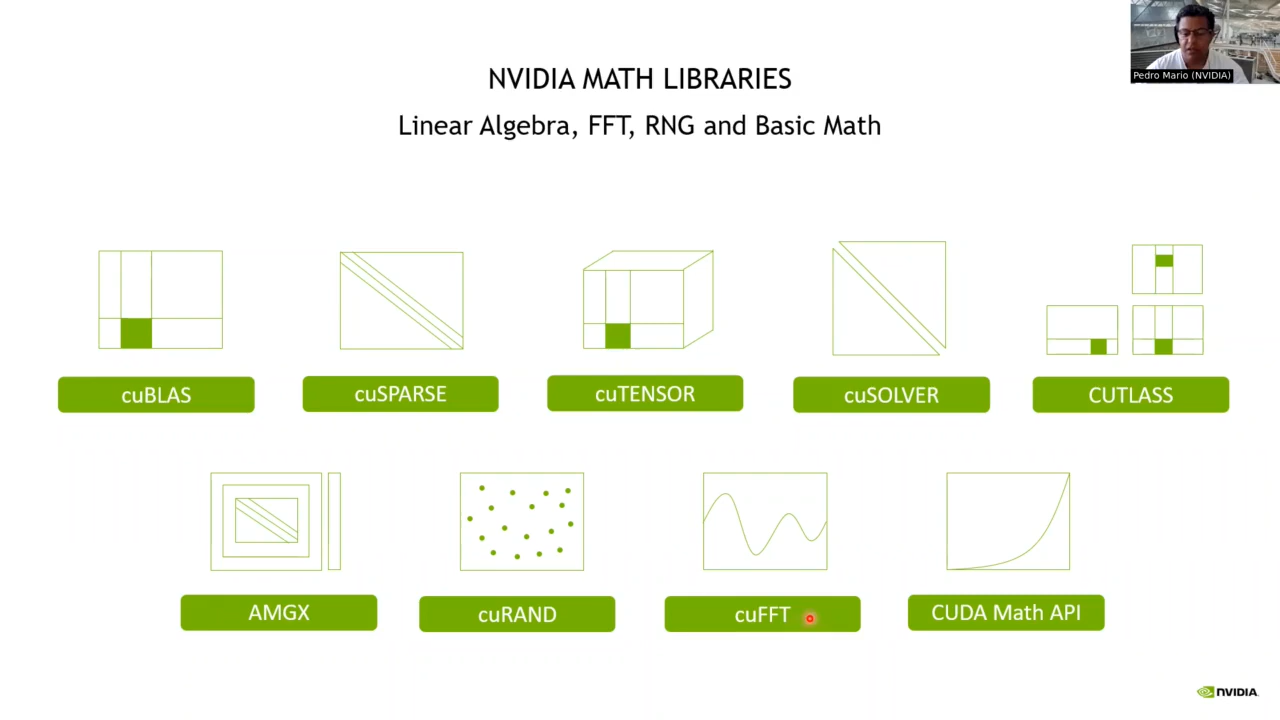 Pedro Mario (NVIDIA)
NVIDIA MATH LIBRARIES
Linear Algebra, FFT, RNG and Basic Math
cuBLAS
cuSPARSE
cuTENSOR
cuSOLVER
CUTLASS
AMGX
cuRAND
cuFFT
CUDA Math API
NVIDIA.